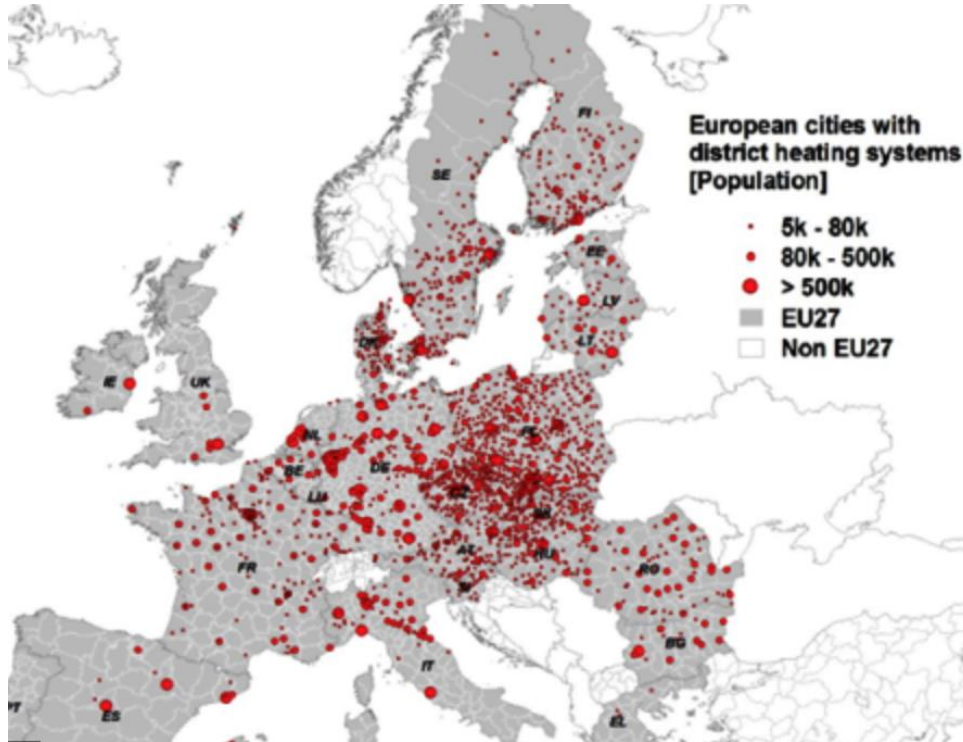 European cities with
district heating systems
[Population]
5k - 80k
80k - 500k
> 500k
EU27
Non EU27
FI
SE
EE
LV
LT
DK
IE
UK
NL
PL
BE
DE
LU
CZ
SK
AT
HU
FR
SI
RO
BG
IT
PT
ES
EL